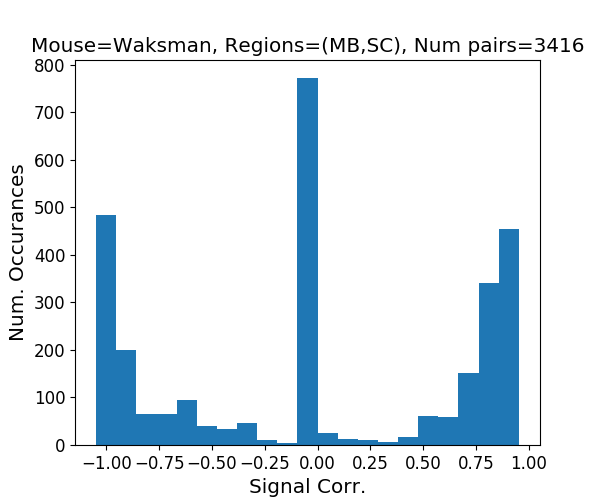 Mouse=Waksman, Regions=(MB,SC), Num pairs=3416
800
700
600
500
400
300
200
100
0
Num. Occurances
−1.00 −0.75 −0.50 −0.25 0.00 0.25 0.50 0.75 1.00
Signal Corr.